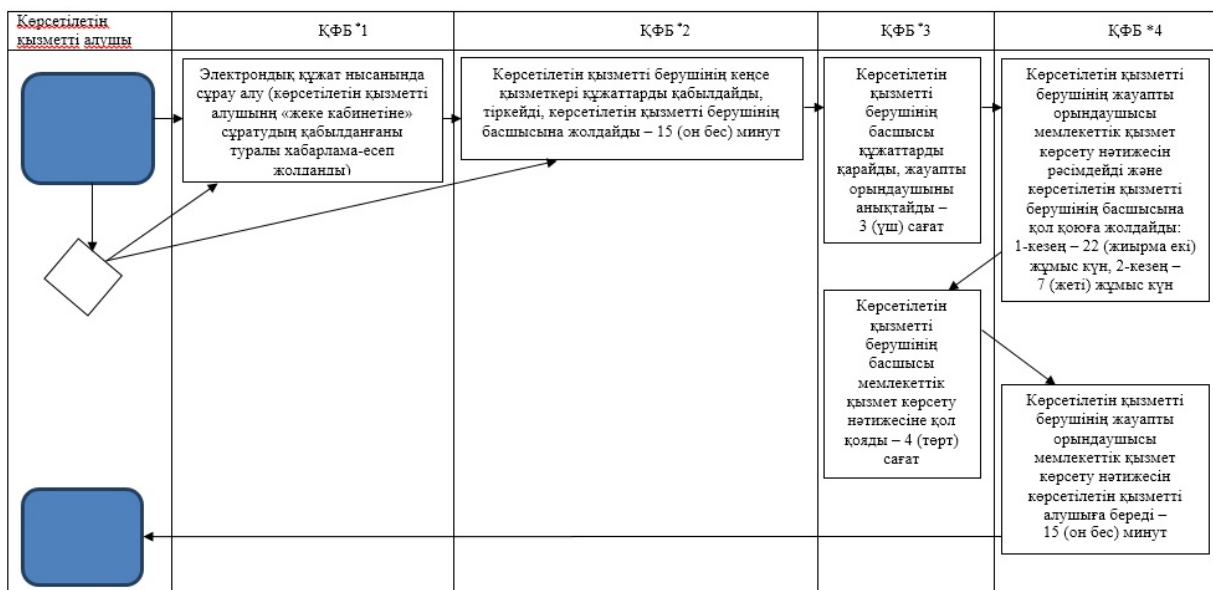 Көрсетілетін
қызметті алушы
ҚФБ *1
ҚФБ *2
ҚФБ *3
ҚФБ *4
Электрондық құжат нысанында
сұрау алу (көрсетілетін қызметті
алушынң «жеке кабинетіне»
сұратудың қабылданғаны
туралы хабарлама-есеп
жолданды)
Көрсетілетін қызметті берушінің кеңсе
қызметкері құжаттарды қабылдайды,
тіркейді, көрсетілетін қызметті берушінің
басшысына жолдайды – 15 (он бес) минут
Көрсетілетін
қызметті
берушінің
басшысы
құжаттарды
қарайды, жауапты
орындаушыны
анықтайды –
3 (үш) сағат
Көрсетілетін қызметті
берушінің жауапты
орындаушысы
мемлекеттік қызмет
көрсету нәтижесін
рәсімдейді және
көрсетілетін қызметті
берушінің басшысына
қол қоюға жолдайды:
1-кезең – 22 (жиырма екі)
жұмыс күн, 2-кезең –
7 (жеті) жұмыс күн
Көрсетілетін
қызметті
берушінің
басшысы
мемлекеттік
қызмет көрсету
нәтижесіне қол
қояды – 4 (төрт)
сағат
Көрсетілетін қызметті
берушінің жауапты
орындаушысы
мемлекеттік қызмет
көрсету нәтижесін
көрсетілетін қызметті
алушыға береді –
15 (он бес) минут